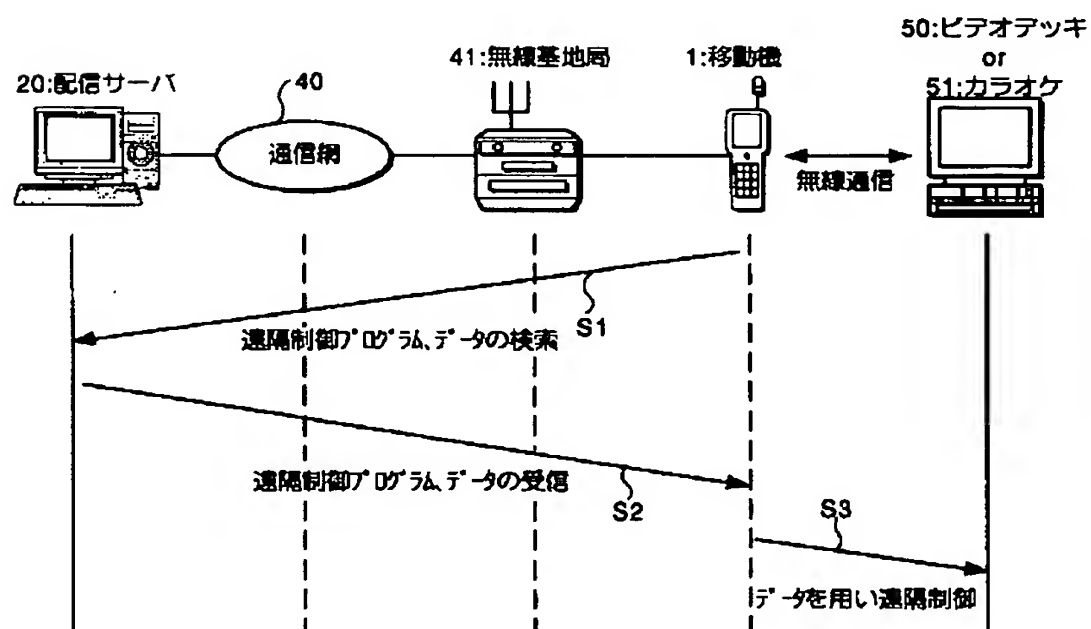 50:ビデオデッキ
or
51:カラオケ
41:無線基地局
1:移動機
20:配信サーバ
40
通信網
無線通信
S1
遠隔制御プログラム、データの検索
遠隔制御プログラム、データの受信
S2
S3
データを用い遠隔制御